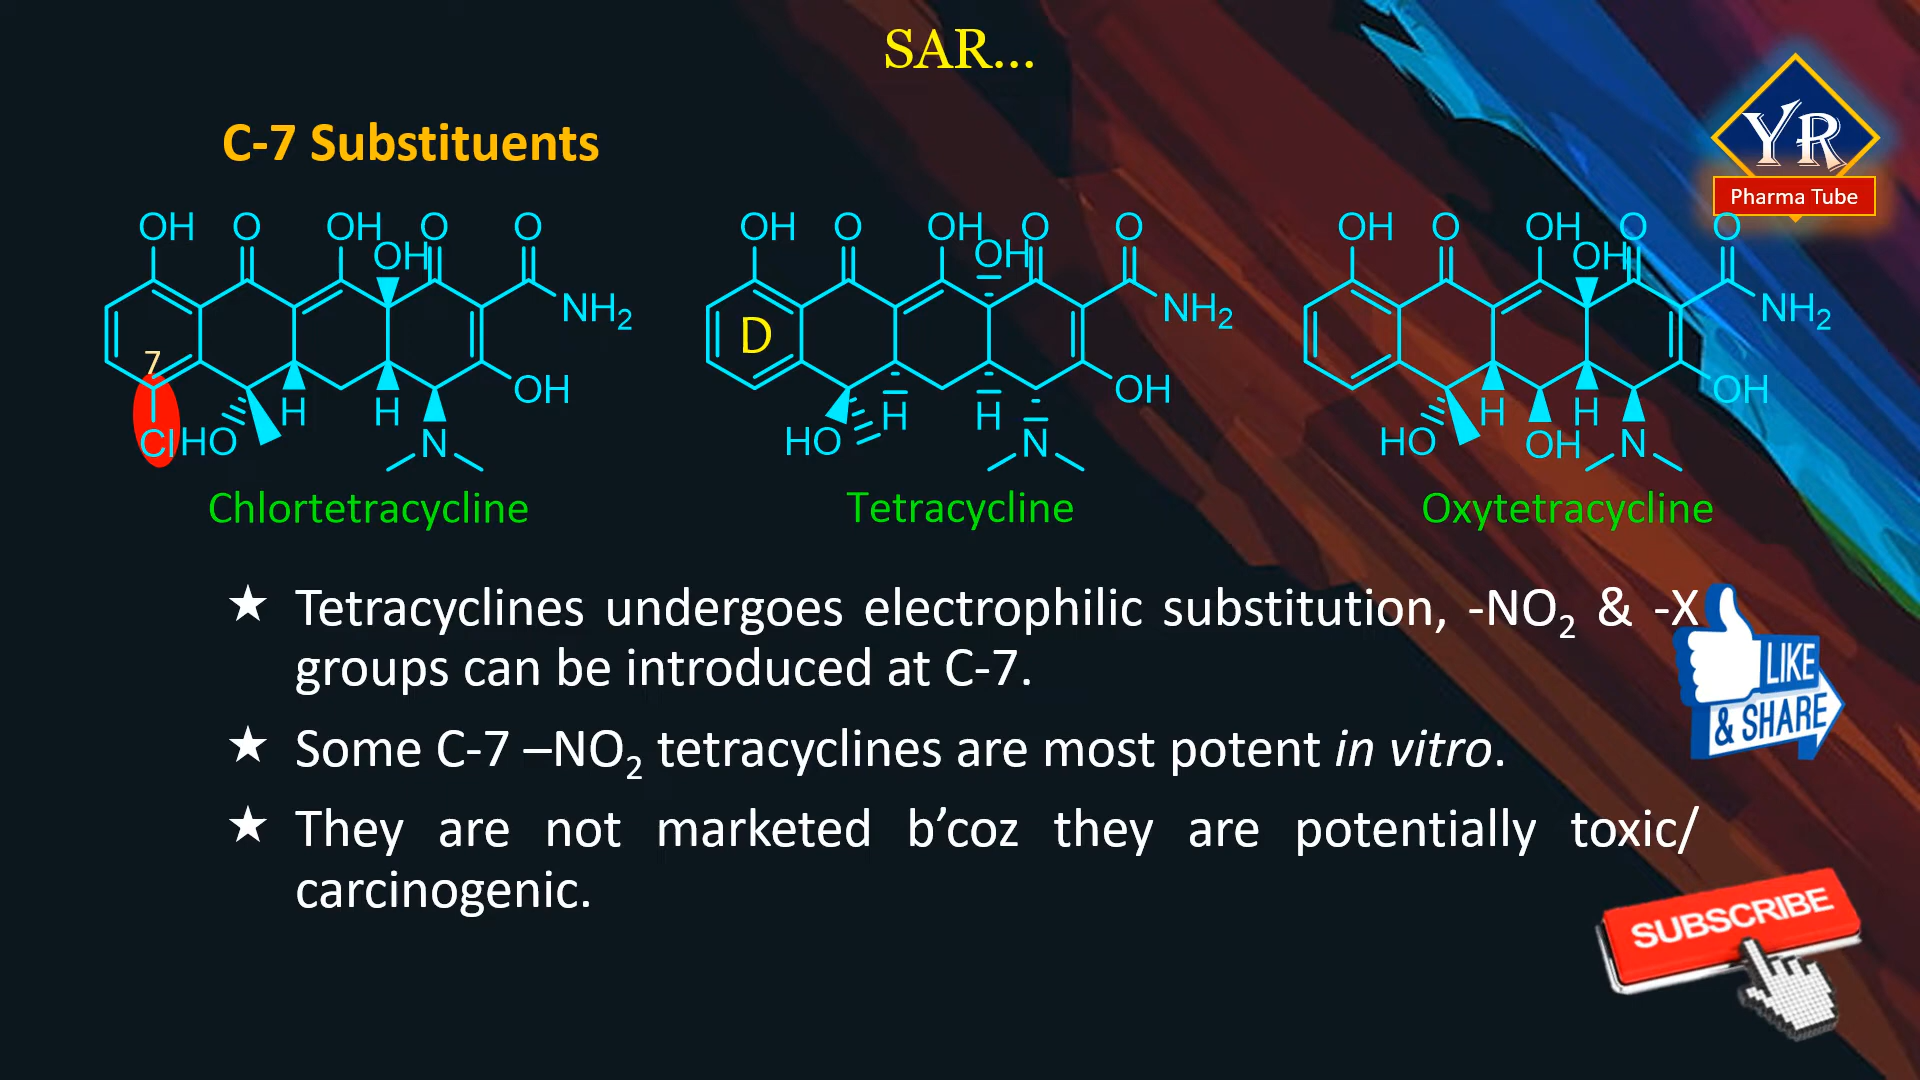 SAR...
YR
Pharma Tube
C-7 Substituents
OH O OH OH O O NH2 OH 7 Cl HO H H N
OH O OH OH O O NH2 OH D HO H H N
OH O OH OH O O NH2 OH HO H OH H N
Chlortetracycline
Tetracycline
Oxytetracycline
★ Tetracyclines undergoes electrophilic substitution, -NO2 & -X
groups can be introduced at C-7.
★ Some C-7 –NO2 tetracyclines are most potent in vitro.
★ They are not marketed b’coz they are potentially toxic/
carcinogenic.
LIKE
& SHARE
SUBSCRIBE